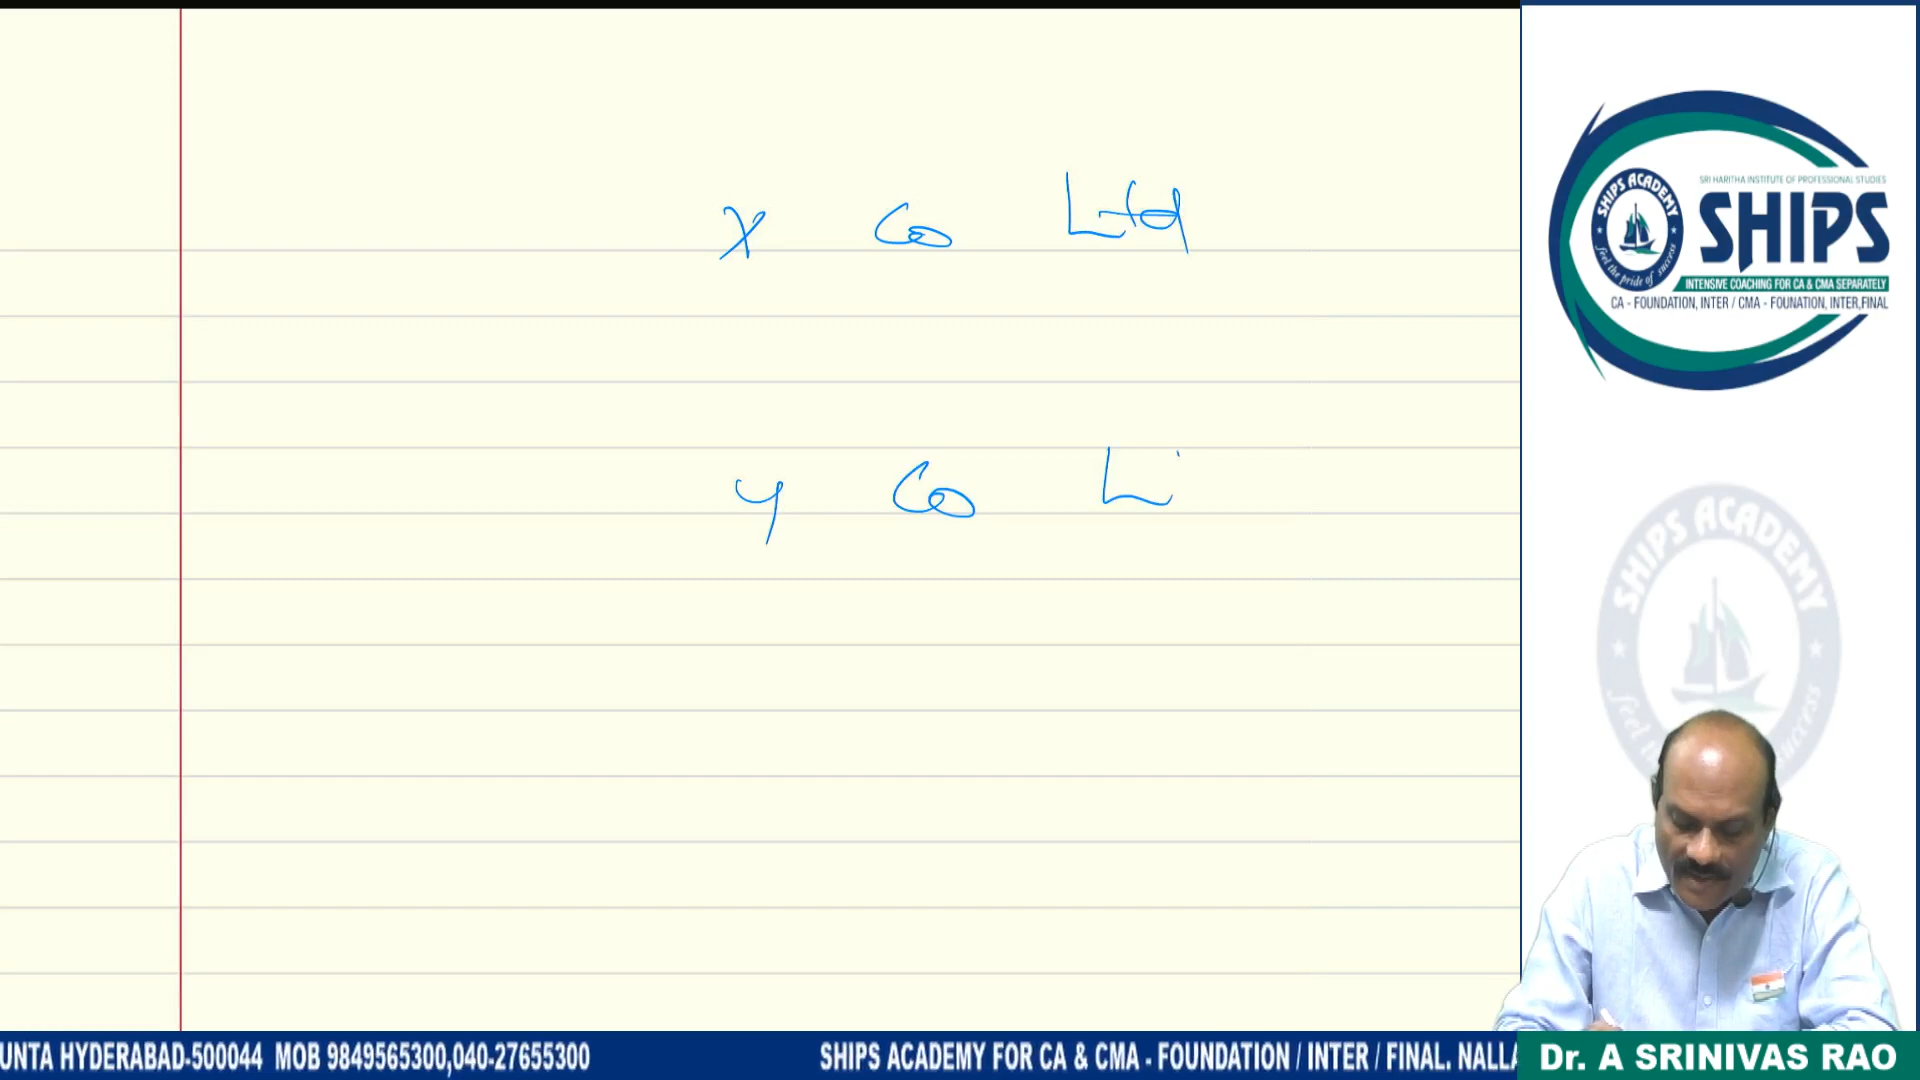 X Co Ltd
Y Co L
SHIPS ACADEMY
feel the pride of success
SRI HARITHA INSTITUTE OF PROFESSIONAL STUDIES
SHIPS
INTENSIVE COACHING FOR CA & CMA SEPARATELY
CA - FOUNDATION, INTER / CMA - FOUNATION, INTER,FINAL
SHIPS ACADEMY
feel success
UNTA HYDERABAD-500044 MOB 9849565300,040-27655300 SHIPS ACADEMY FOR CA & CMA - FOUNDATION / INTER / FINAL. NALLA
Dr. A SRINIVAS RAO